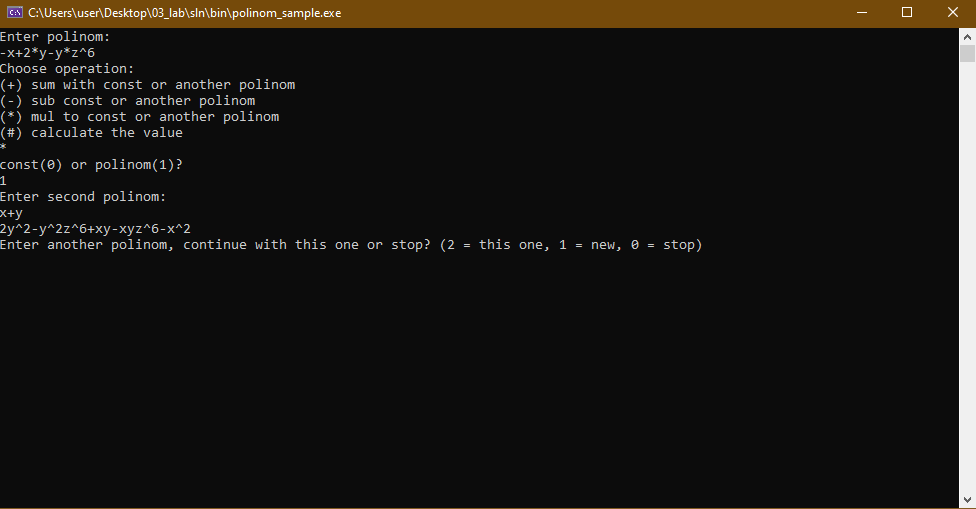 C:\Users\user\Desktop\03_lab\sln\bin\polinom_sample.exe
Enter polinom:
-x+2*y-y*z^6
Choose operation:
(+) sum with const or another polinom
(-) sub const or another polinom
(*) mul to const or another polinom
(#) calculate the value
*
const(0) or polinom(1)?
1
Enter second polinom:
x+y
2y^2-y^2z^6+xy-xyz^6-x^2
Enter another polinom, continue with this one or stop? (2 = this one, 1 = new, 0 = stop)